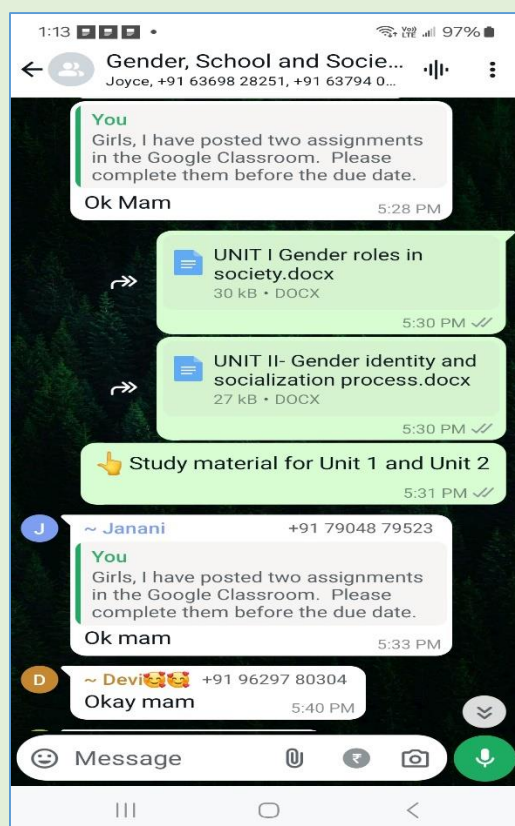 1:13
Vo))
LTE
97%
Gender, School and Socie...
Joyce, +91 63698 28251, +91 63794 0...
You
Girls, I have posted two assignments
in the Google Classroom. Please
complete them before the due date.
Ok Mam
5:28 PM
UNIT I Gender roles in
society.docx
30 kB • DOCX
5:30 PM
UNIT II- Gender identity and
socialization process.docx
27 kB • DOCX
5:30 PM
👆 Study material for Unit 1 and Unit 2
5:31 PM
J
~ Janani +91 79048 79523
You
Girls, I have posted two assignments
in the Google Classroom. Please
complete them before the due date.
Ok mam
5:33 PM
D
~ Devi🥰🥰 +91 96297 80304
Okay mam
5:40 PM
Message
₹